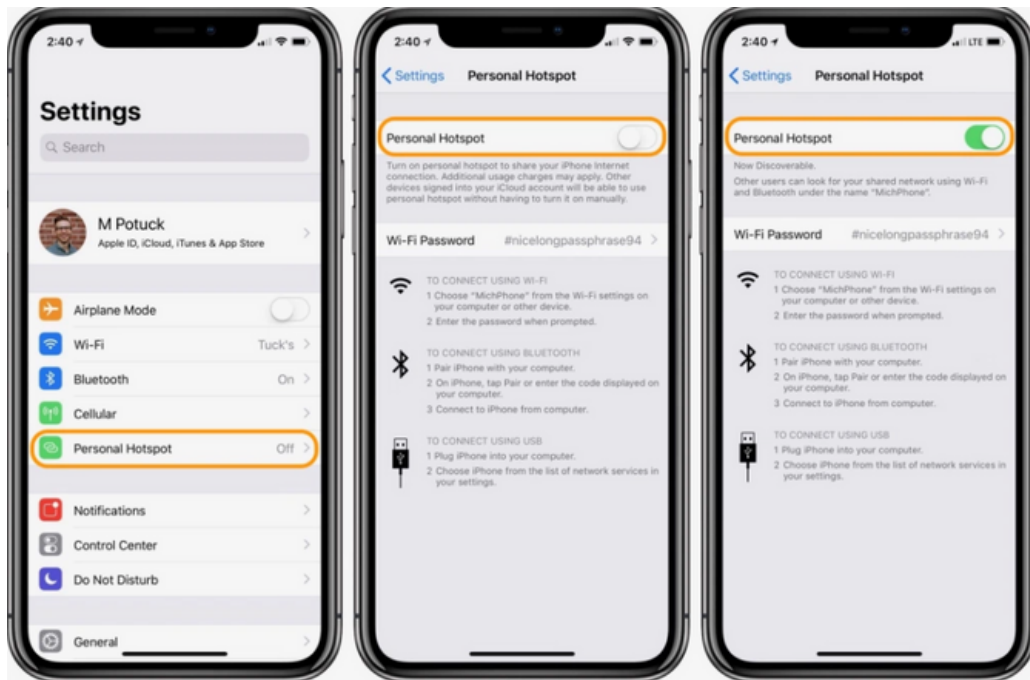 2:40
Settings
Search
M Potuck
Apple ID, iCloud, iTunes & App Store
Airplane Mode
Wi-Fi Tuck's
Bluetooth On
Cellular
Personal Hotspot Off
Notifications
Control Center
Do Not Disturb
General
2:40
Settings Personal Hotspot
Personal Hotspot
Turn on personal hotspot to share your iPhone Internet
connection. Additional usage charges may apply. Other
devices signed into your iCloud account will be able to use
personal hotspot without having to turn it on manually.
Wi-Fi Password #nicelongpassphrase94
TO CONNECT USING WI-FI
1 Choose "MichPhone" from the Wi-Fi settings on
your computer or other device.
2 Enter the password when prompted.
TO CONNECT USING BLUETOOTH
1 Pair iPhone with your computer.
2 On iPhone, tap Pair or enter the code displayed on
your computer.
3 Connect to iPhone from computer.
TO CONNECT USING USB
1 Plug iPhone into your computer.
2 Choose iPhone from the list of network services in
your settings.
2:40 LTE
Settings Personal Hotspot
Personal Hotspot
Now Discoverable.
Other users can look for your shared network using Wi-Fi
and Bluetooth under the name "MichPhone".
Wi-Fi Password #nicelongpassphrase94
TO CONNECT USING WI-FI
1 Choose "MichPhone" from the Wi-Fi settings on
your computer or other device.
2 Enter the password when prompted.
TO CONNECT USING BLUETOOTH
1 Pair iPhone with your computer.
2 On iPhone, tap Pair or enter the code displayed on
your computer.
3 Connect to iPhone from computer.
TO CONNECT USING USB
1 Plug iPhone into your computer.
2 Choose iPhone from the list of network services in
your settings.